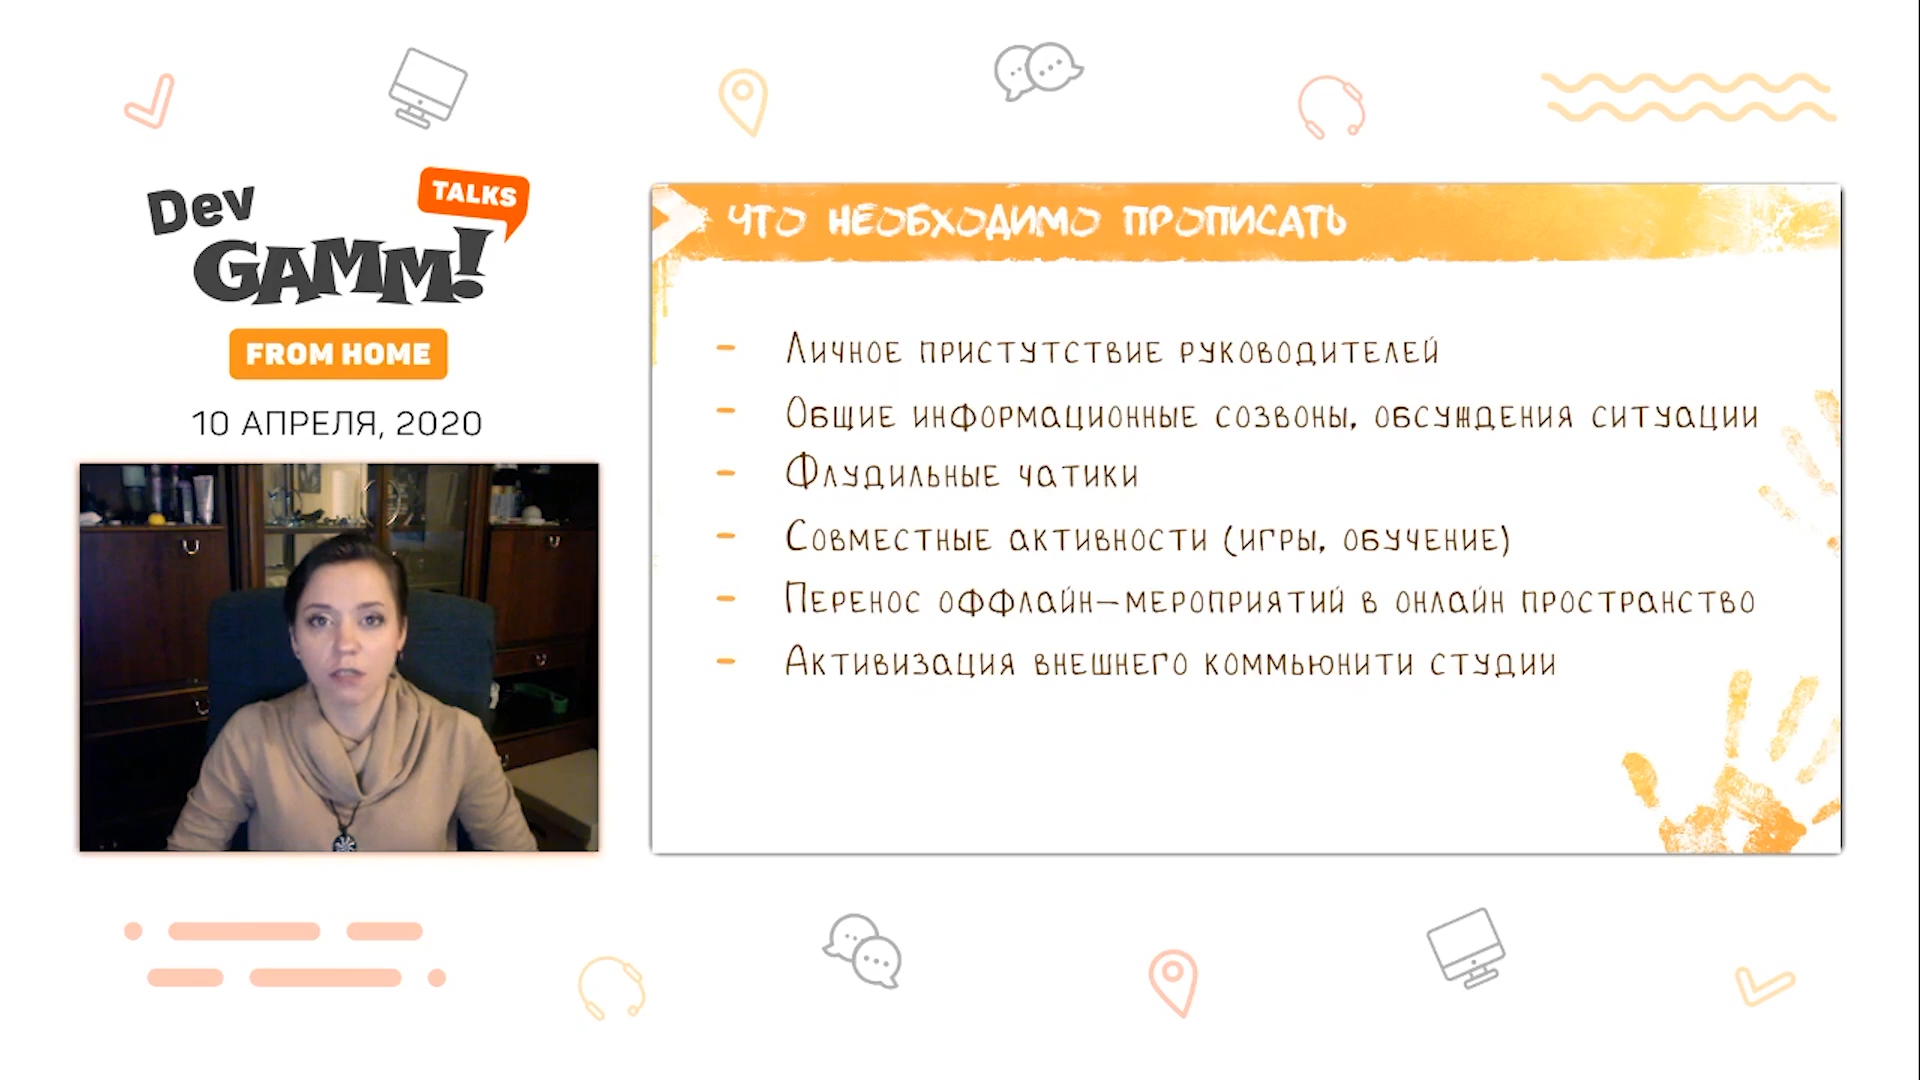 Dev
TALKS
GAMM!
FROM HOME
10 АПРЕЛЯ, 2020
ЧТО НЕОБХОДИМО ПРОПИСАТЬ
- Личное пристутствие руководителей
- Общие информационные созвоны, обсуждения ситуации
- Флудильные чатики
- Совместные активности (игры, обучение)
- Перенос оффлайн-мероприятий в онлайн пространство
- Активизация внешнего коммьюнити студии